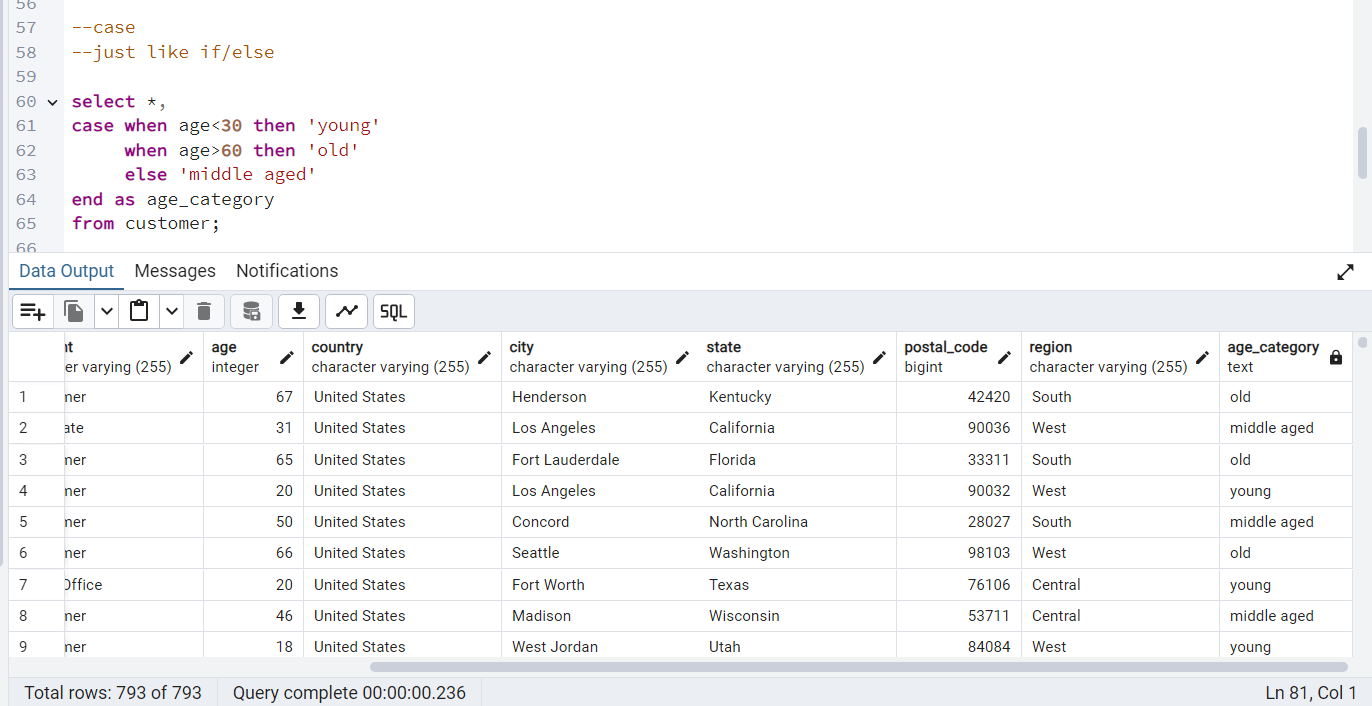 56
57 --case
58 --just like if/else
59
60 select *,
61 case when age<30 then 'young'
62 when age>60 then 'old'
63 else 'middle aged'
64 end as age_category
65 from customer;
66
Data Output Messages Notifications
SQL
age country city state postal_code region age_category
er varying (255) integer character varying (255) character varying (255) character varying (255) bigint character varying (255) text
1 mer 67 United States Henderson Kentucky 42420 South old
2 ate 31 United States Los Angeles California 90036 West middle aged
3 mer 65 United States Fort Lauderdale Florida 33311 South old
4 mer 20 United States Los Angeles California 90032 West young
5 mer 50 United States Concord North Carolina 28027 South middle aged
6 mer 66 United States Seattle Washington 98103 West old
7 Office 20 United States Fort Worth Texas 76106 Central young
8 mer 46 United States Madison Wisconsin 53711 Central middle aged
9 mer 18 United States West Jordan Utah 84084 West young
Total rows: 793 of 793 Query complete 00:00:00.236 Ln 81, Col 1